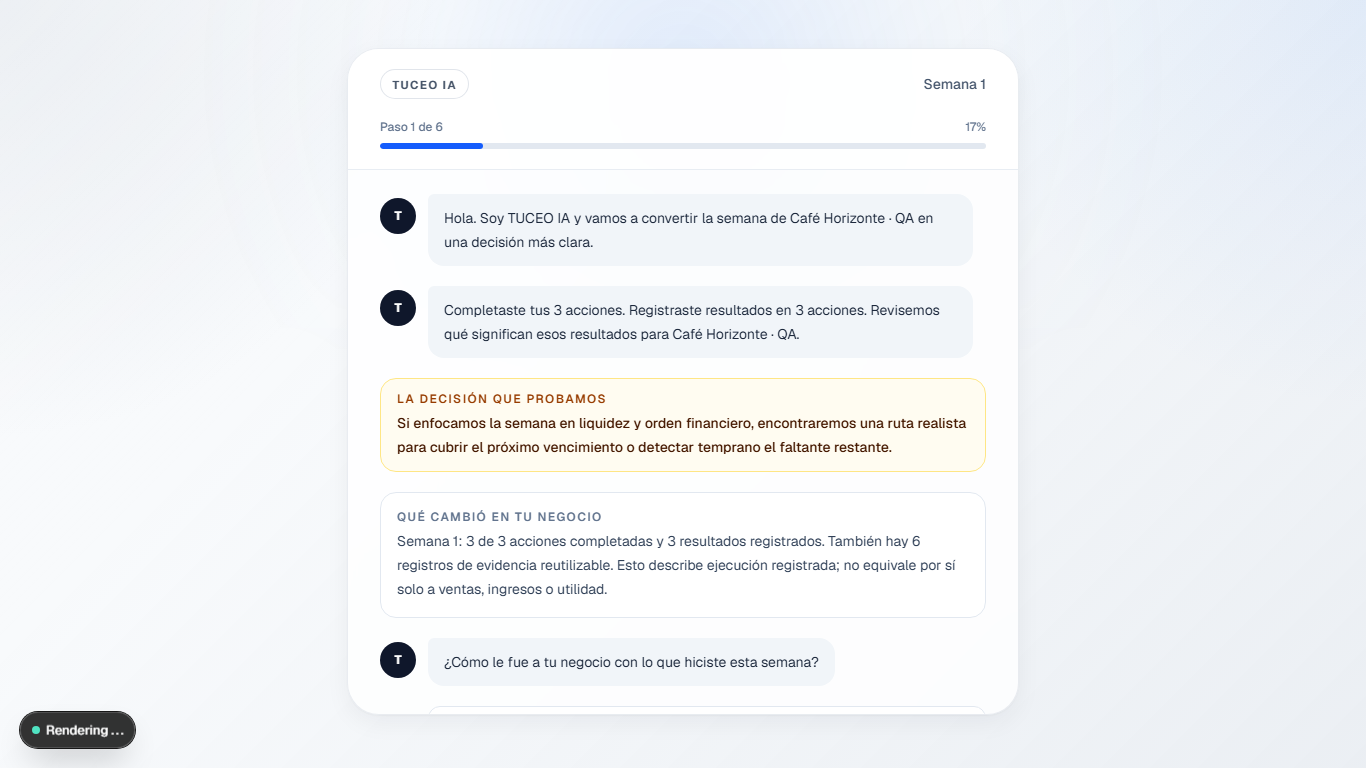 TUCEO IA
Semana 1
Paso 1 de 6
17%
T
Hola. Soy TUCEO IA y vamos a convertir la semana de Café Horizonte · QA en
una decisión más clara.
T
Completaste tus 3 acciones. Registraste resultados en 3 acciones. Revisemos
qué significan esos resultados para Café Horizonte · QA.
LA DECISIÓN QUE PROBAMOS
Si enfocamos la semana en liquidez y orden financiero, encontraremos una ruta realista
para cubrir el próximo vencimiento o detectar temprano el faltante restante.
QUÉ CAMBIÓ EN TU NEGOCIO
Semana 1: 3 de 3 acciones completadas y 3 resultados registrados. También hay 6
registros de evidencia reutilizable. Esto describe ejecución registrada; no equivale por sí
solo a ventas, ingresos o utilidad.
T
¿Cómo le fue a tu negocio con lo que hiciste esta semana?
Rendering ...